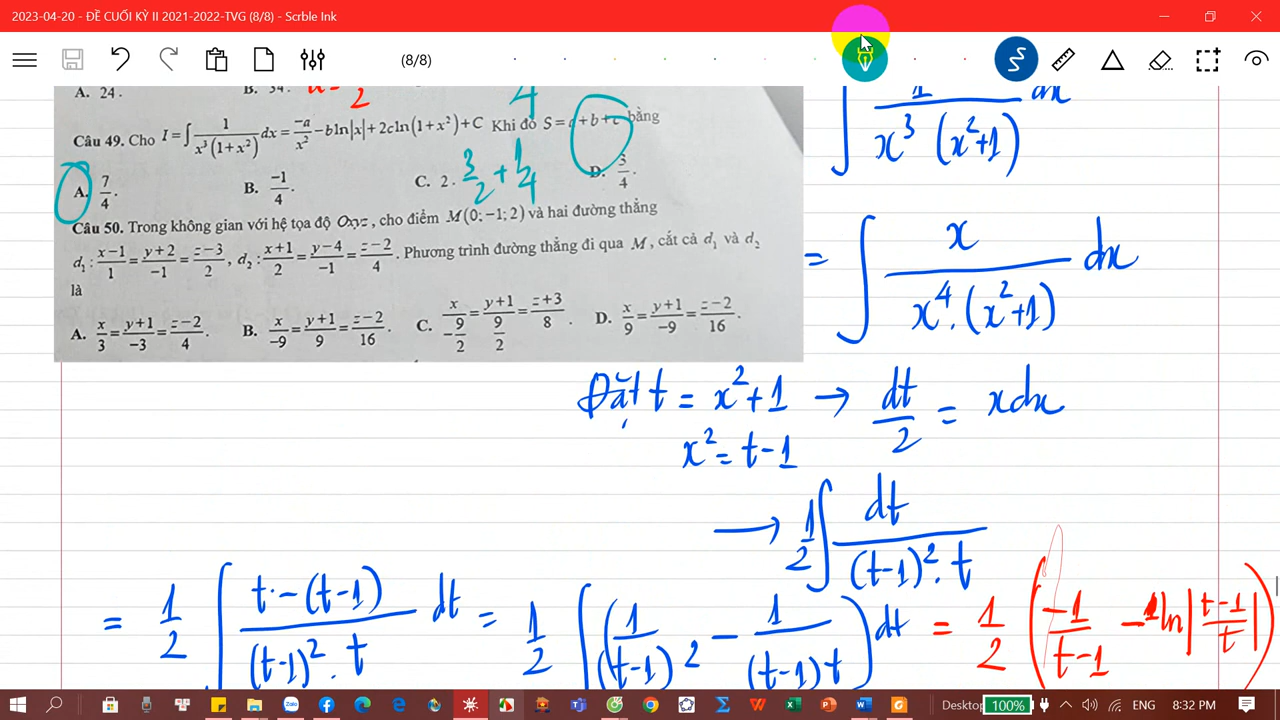 2023-04-20 - ĐỀ CUỐI KỲ II 2021-2022-TVG (8/8) - Scrble Ink
(8/8)
A. 24. B. 34.
Câu 49. Cho I = ∫ 1/(x³(1+x²)) dx = -a/x² - b ln|x| + 2c ln(1+x²) + C Khi đó S = a + b + c bằng
A. 7/4. B. -1/4. C. 2. D. 3/4.
3/2 + 1/4
Câu 50. Trong không gian với hệ tọa độ Oxyz, cho điểm M(0;-1;2) và hai đường thẳng
d₁: (x-1)/1 = (y+2)/-1 = (z-3)/2, d₂: (x+1)/2 = (y-4)/-1 = (z-2)/4. Phương trình đường thẳng đi qua M, cắt cả d₁ và d₂
là
A. x/3 = (y+1)/-3 = (z-2)/4. B. x/-9 = (y+1)/9 = (z-2)/16. C. x/(-9/2) = (y+1)/(9/2) = (z+3)/8. D. x/9 = (y+1)/-9 = (z-2)/16.
∫ 1/(x³(x²+1)) dx
= ∫ x/(x⁴.(x²+1)) dx
Đặt t = x²+1 → dt/2 = xdx
x² = t-1
→ 1/2 ∫ dt/((t-1)².t)
= 1/2 ∫ (t-(t-1))/((t-1)².t) dt = 1/2 ∫ (1/(t-1)² - 1/((t-1)t)) dt = 1/2 (-1/(t-1) - 1ln|(t-1)/t|)
Desktop 100% ENG 8:32 PM